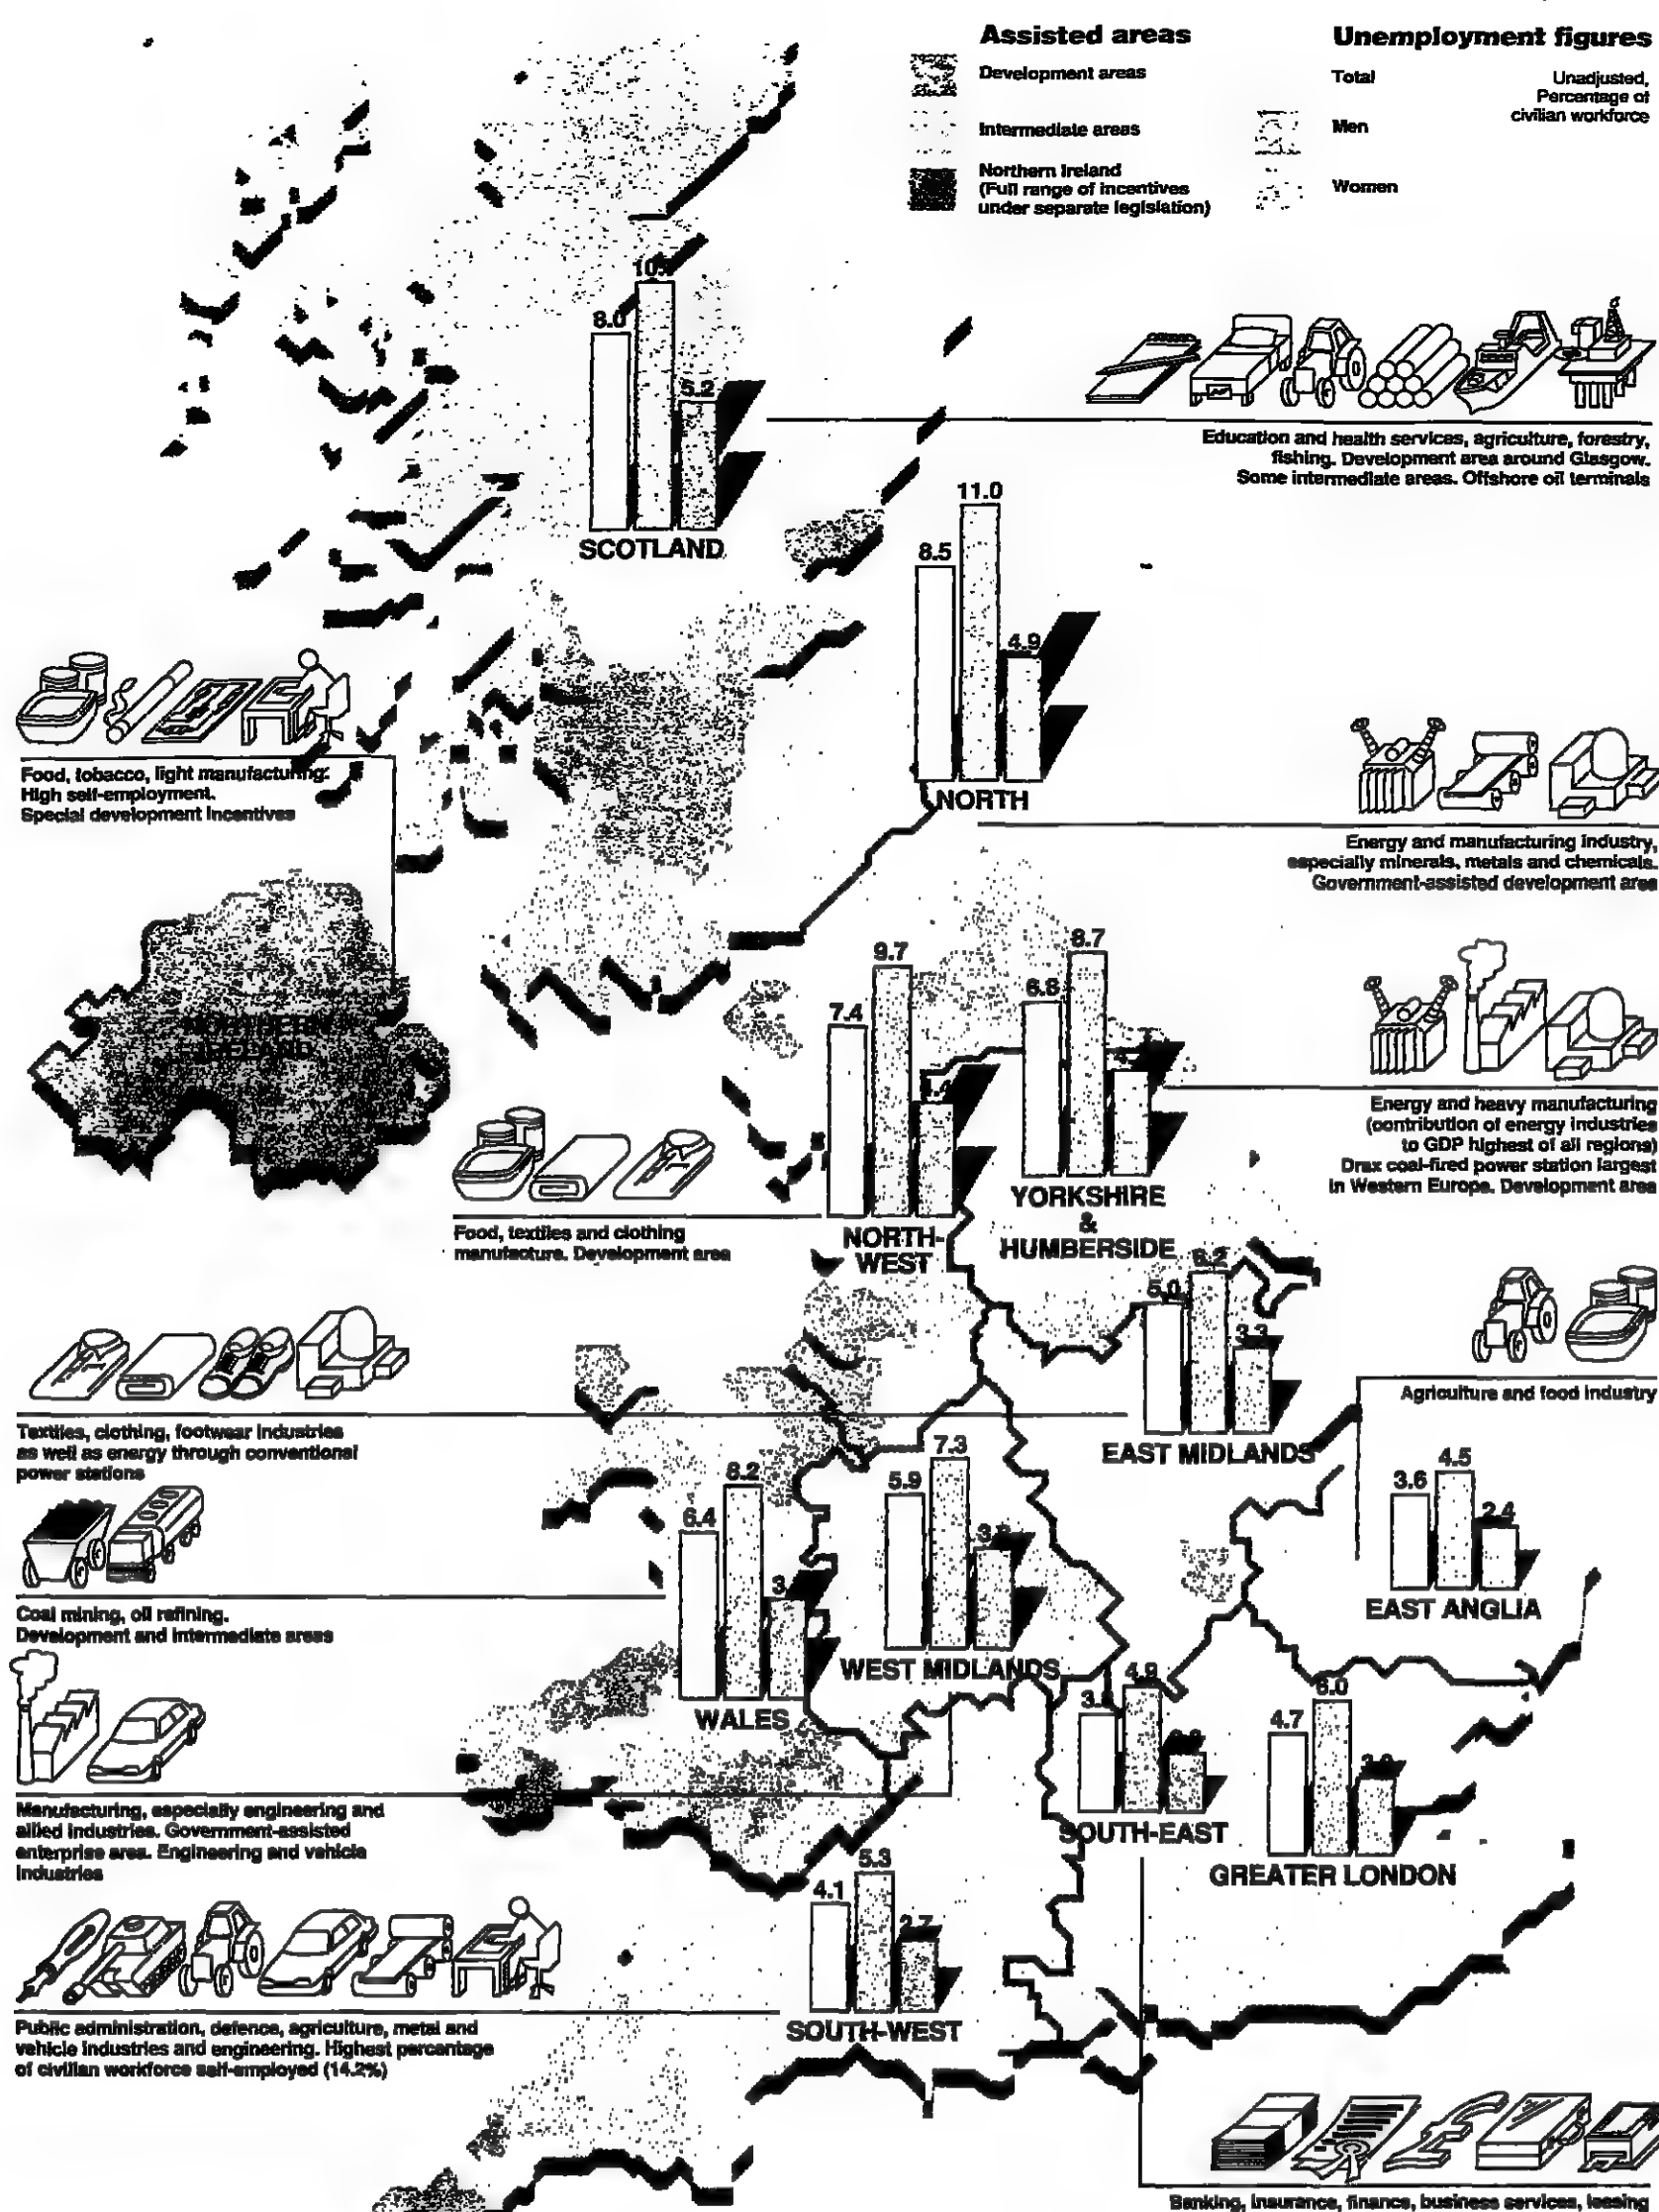 Assisted areas
Development areas
Intermediate areas
Northern Ireland
(Full range of incentives
under separate legislation)
Unemployment figures
Total
Men
Women
Unadjusted,
Percentage of
civilian workforce
8.0
5.2
SCOTLAND
Education and health services, agriculture, forestry,
fishing. Development area around Glasgow.
Some intermediate areas. Offshore oil terminals
8.5
11.0
4.9
NORTH
Energy and manufacturing industry,
especially minerals, metals and chemicals.
Government-assisted development area
Food, tobacco, light manufacturing.
High self-employment.
Special development incentives
NORTHERN
IRELAND
7.4
9.7
NORTH-
WEST
Food, textiles and clothing
manufacture. Development area
6.8
8.7
YORKSHIRE
&
HUMBERSIDE
Energy and heavy manufacturing
(contribution of energy industries
to GDP highest of all regions)
Drax coal-fired power station largest
in Western Europe. Development area
5.0
6.2
3.3
EAST MIDLANDS
Textiles, clothing, footwear industries
as well as energy through conventional
power stations
Agriculture and food industry
3.6
4.5
2.4
EAST ANGLIA
6.4
8.2
WALES
Coal mining, oil refining.
Development and intermediate areas
5.9
7.3
WEST MIDLANDS
Manufacturing, especially engineering and
allied industries. Government-assisted
enterprise area. Engineering and vehicle
industries
4.9
SOUTH-EAST
4.7
6.0
GREATER LONDON
4.1
5.3
2.7
SOUTH-WEST
Public administration, defence, agriculture, metal and
vehicle industries and engineering. Highest percentage
of civilian workforce self-employed (14.2%)
Banking, insurance, finance, business services, leasing